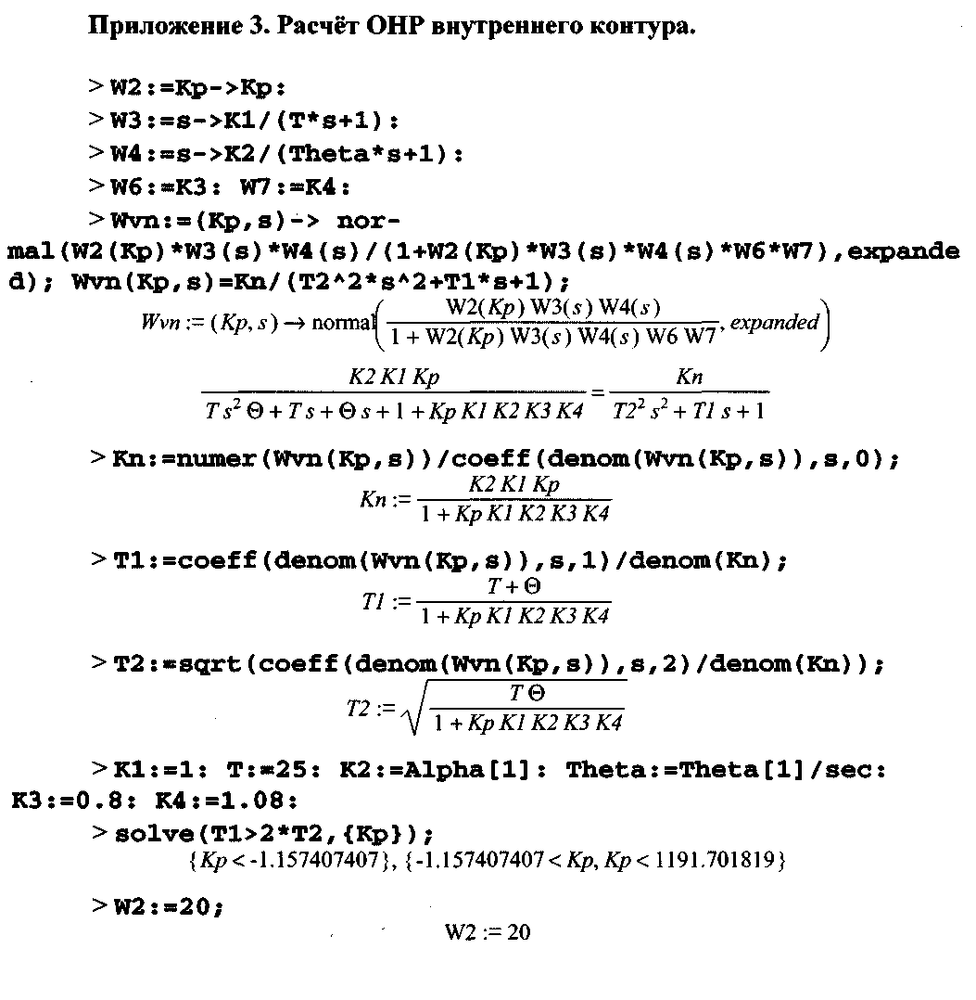 Приложение 3. Расчёт ОНР внутреннего контура.
> W2:=Kp->Kp:
> W3:=s->K1/(T*s+1):
> W4:=s->K2/(Theta*s+1):
> W6:=K3: W7:=K4:
> Wvn:=(Kp,s)-> nor-
mal(W2(Kp)*W3(s)*W4(s)/(1+W2(Kp)*W3(s)*W4(s)*W6*W7),expande
d); Wvn(Kp,s)=Kn/(T2^2*s^2+T1*s+1);
Wvn := (Kp, s) → normal( W2(Kp) W3(s) W4(s) / 1 + W2(Kp) W3(s) W4(s) W6 W7 , expanded )
K2 K1 Kp / T s² Θ + T s + Θ s + 1 + Kp K1 K2 K3 K4 = Kn / T2² s² + T1 s + 1
> Kn:=numer(Wvn(Kp,s))/coeff(denom(Wvn(Kp,s)),s,0);
Kn := K2 K1 Kp / 1 + Kp K1 K2 K3 K4
> T1:=coeff(denom(Wvn(Kp,s)),s,1)/denom(Kn);
T1 := T + Θ / 1 + Kp K1 K2 K3 K4
> T2:=sqrt(coeff(denom(Wvn(Kp,s)),s,2)/denom(Kn));
T2 := √ T Θ / 1 + Kp K1 K2 K3 K4
> K1:=1: T:=25: K2:=Alpha[1]: Theta:=Theta[1]/sec:
K3:=0.8: K4:=1.08:
> solve(T1>2*T2,{Kp});
{Kp < -1.157407407}, {-1.157407407 < Kp, Kp < 1191.701819}
> W2:=20;
W2 := 20